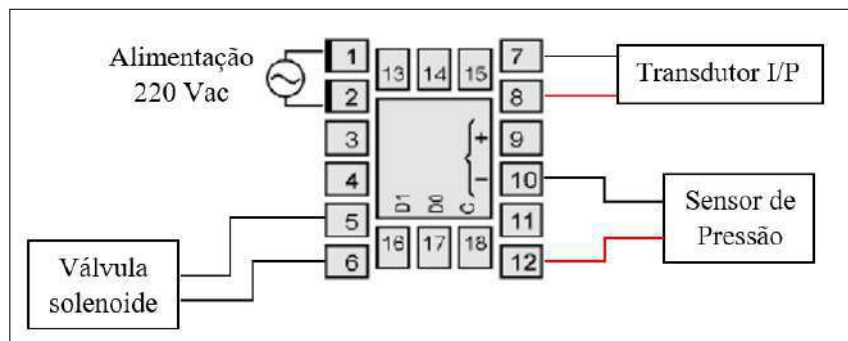 Alimentação
220 Vac
1
2
3
4
5
6
13 14 15
+
−
D1 D0 C
16 17 18
7
8
9
10
11
12
Transdutor I/P
Sensor de
Pressão
Válvula
solenoide